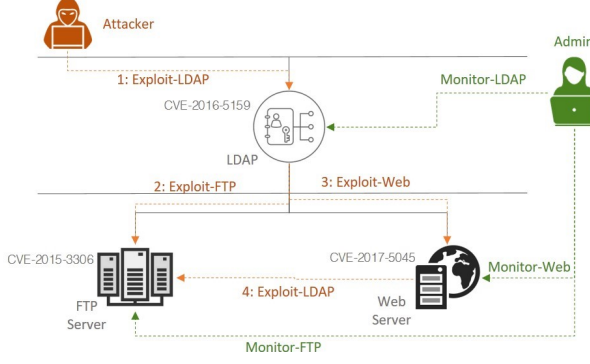 Attacker
Admin
1: Exploit-LDAP
Monitor-LDAP
CVE-2016-5159
LDAP
2: Exploit-FTP
3: Exploit-Web
CVE-2015-3306
CVE-2017-5045
Monitor-Web
4: Exploit-LDAP
FTP
Server
Web
Server
Monitor-FTP